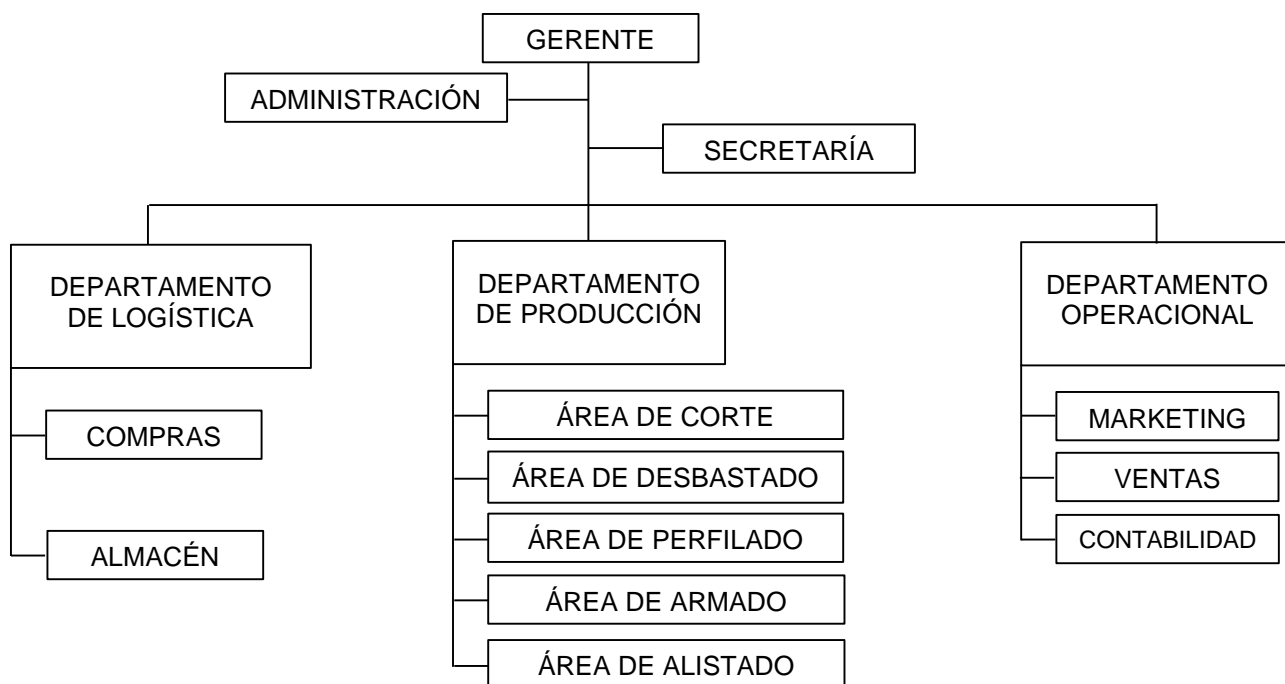 GERENTE
ADMINISTRACIÓN
SECRETARÍA
DEPARTAMENTO
DE LOGÍSTICA
COMPRAS
ALMACÉN
DEPARTAMENTO
DE PRODUCCIÓN
ÁREA DE CORTE
ÁREA DE DESBASTADO
ÁREA DE PERFILADO
ÁREA DE ARMADO
ÁREA DE ALISTADO
DEPARTAMENTO
OPERACIONAL
MARKETING
VENTAS
CONTABILIDAD